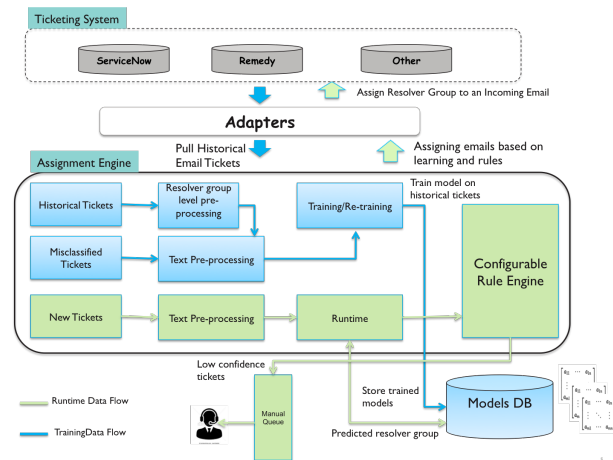 Ticketing System
ServiceNow
Remedy
Other
Assign Resolver Group to an Incoming Email
Adapters
Pull Historical
Email Tickets
Assigning emails based on
learning and rules
Assignment Engine
Train model on
historical tickets
Historical Tickets
Resolver group
level pre-
processing
Training/Re-training
Misclassified
Tickets
Text Pre-processing
Configurable
Rule Engine
New Tickets
Text Pre-processing
Runtime
Low confidence
tickets
Runtime Data Flow
Manual
Queue
Store trained
models
Models DB
TrainingData Flow
Predicted resolver group